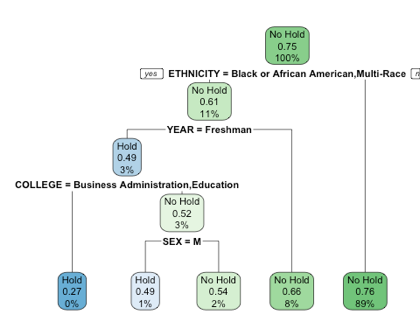 No Hold
0.75
100%
yes ETHNICITY = Black or African American,Multi-Race
No Hold
0.61
11%
YEAR = Freshman
Hold
0.49
3%
COLLEGE = Business Administration,Education
No Hold
0.52
3%
SEX = M
Hold
0.27
0%
Hold
0.49
1%
No Hold
0.54
2%
No Hold
0.66
8%
No Hold
0.76
89%